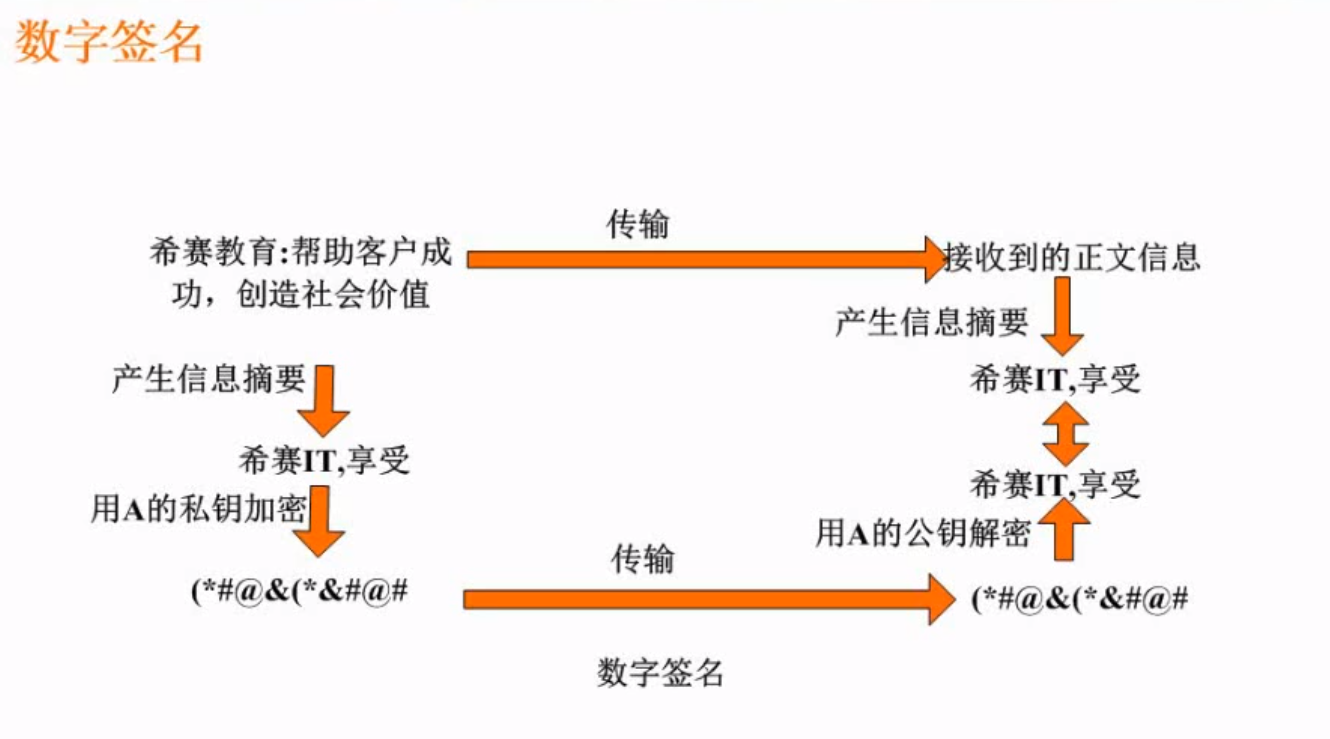 数字签名
传输
希赛教育:帮助客户成
功，创造社会价值
接收到的正文信息
产生信息摘要
产生信息摘要
希赛IT,享受
希赛IT,享受
用A的私钥加密
希赛IT,享受
用A的公钥解密
传输
(*#@&(*&#@#
(*#@&(*&#@#
数字签名